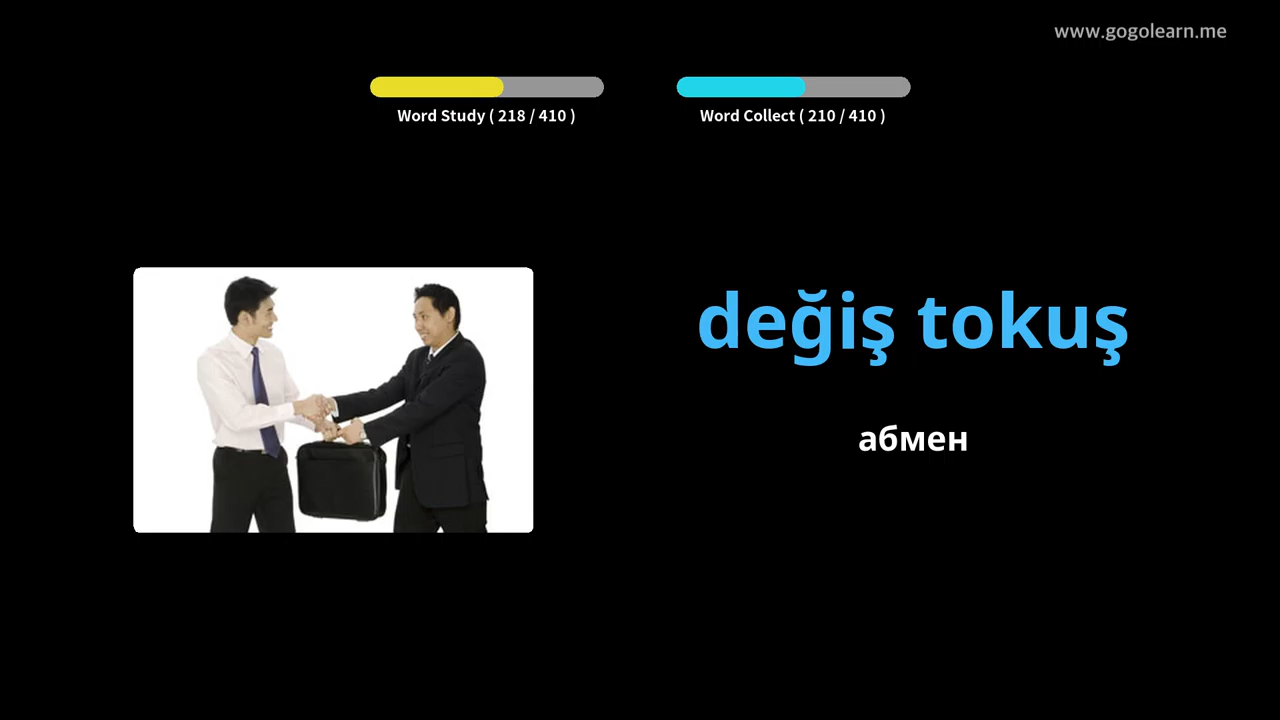 www.gogolearn.me
Word Study ( 218 / 410 )
Word Collect ( 210 / 410 )
değiş tokuş
абмен